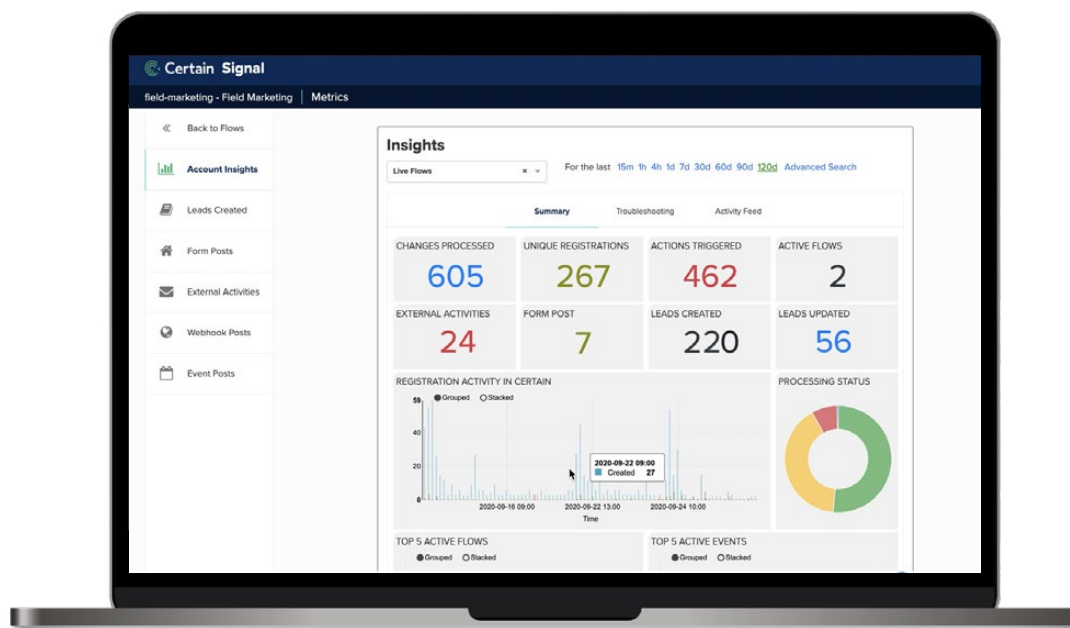 Certain Signal
field-marketing - Field Marketing | Metrics
Back to Flows
Account Insights
Leads Created
Form Posts
External Activities
Webhook Posts
Event Posts
Insights
Live Flows
For the last 15m 1h 4h 1d 7d 30d 60d 90d 120d Advanced Search
Summary Troubleshooting Activity Feed
CHANGES PROCESSED UNIQUE REGISTRATIONS ACTIONS TRIGGERED ACTIVE FLOWS
605 267 462 2
EXTERNAL ACTIVITIES FORM POST LEADS CREATED LEADS UPDATED
24 7 220 56
REGISTRATION ACTIVITY IN CERTAIN PROCESSING STATUS
Grouped Stacked
59
40
20
0
2020-09-22 09:00
Created 27
2020-09-16 09:00 2020-09-22 13:00 2020-09-24 10:00
Time
TOP 5 ACTIVE FLOWS TOP 5 ACTIVE EVENTS
Grouped Stacked Grouped Stacked